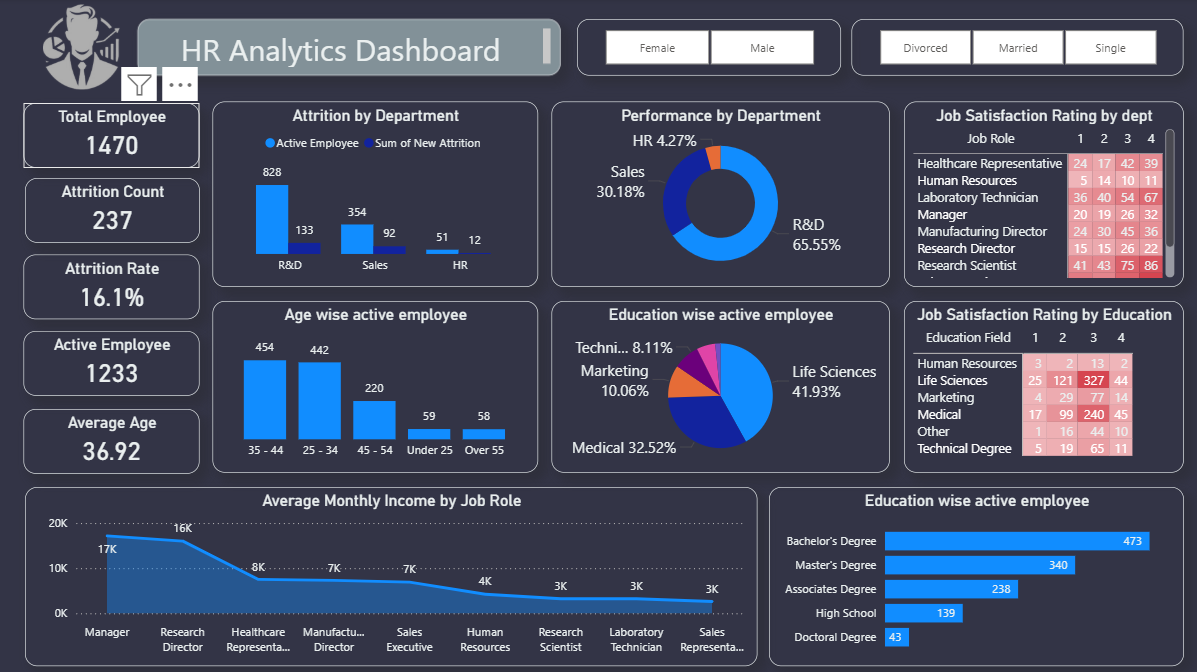 HR Analytics Dashboard
Female
Male
Divorced
Married
Single
Total Employee
1470
Attrition Count
237
Attrition Rate
16.1%
Active Employee
1233
Average Age
36.92
Attrition by Department
Active Employee Sum of New Attrition
828
133
354
92
51
12
R&D
Sales
HR
Performance by Department
HR 4.27%
Sales
30.18%
R&D
65.55%
Job Satisfaction Rating by dept
Job Role 1 2 3 4
Healthcare Representative 24 17 42 39
Human Resources 5 14 10 11
Laboratory Technician 36 40 54 67
Manager 20 19 26 32
Manufacturing Director 24 30 45 36
Research Director 15 15 26 22
Research Scientist 41 43 75 86
Age wise active employee
454
442
220
59
58
35 - 44
25 - 34
45 - 54
Under 25
Over 55
Education wise active employee
Techni... 8.11%
Marketing
10.06%
Life Sciences
41.93%
Medical 32.52%
Job Satisfaction Rating by Education
Education Field 1 2 3 4
Human Resources 3 2 13 2
Life Sciences 25 121 327 44
Marketing 4 29 77 14
Medical 17 99 240 45
Other 1 16 44 10
Technical Degree 5 19 65 11
Average Monthly Income by Job Role
20K
10K
0K
17K
16K
8K
7K
7K
4K
3K
3K
3K
Manager
Research
Director
Healthcare
Representa...
Manufactu...
Director
Sales
Executive
Human
Resources
Research
Scientist
Laboratory
Technician
Sales
Representa...
Education wise active employee
Bachelor's Degree 473
Master's Degree 340
Associates Degree 238
High School 139
Doctoral Degree 43